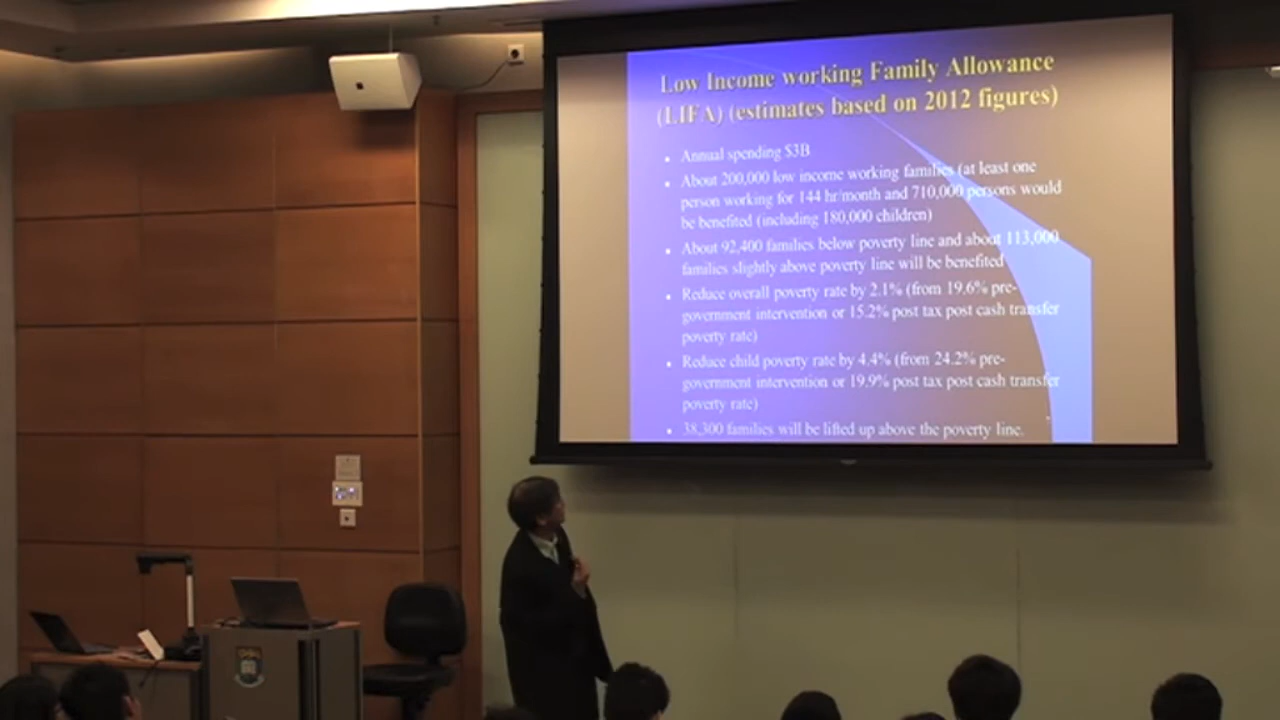 Low Income working Family Allowance
(LIFA) (estimates based on 2012 figures)
Annual spending $3B
About 200,000 low income working families (at least one
person working for 144 hr/month and 710,000 persons would
be benefited (including 180,000 children)
About 92,400 families below poverty line and about 113,000
families slightly above poverty line will be benefited
Reduce overall poverty rate by 2.1% (from 19.6% pre-
government intervention or 15.2% post tax post cash transfer
poverty rate)
Reduce child poverty rate by 4.4% (from 24.2% pre-
government intervention or 19.9% post tax post cash transfer
poverty rate)
38,300 families will be lifted up above the poverty line.